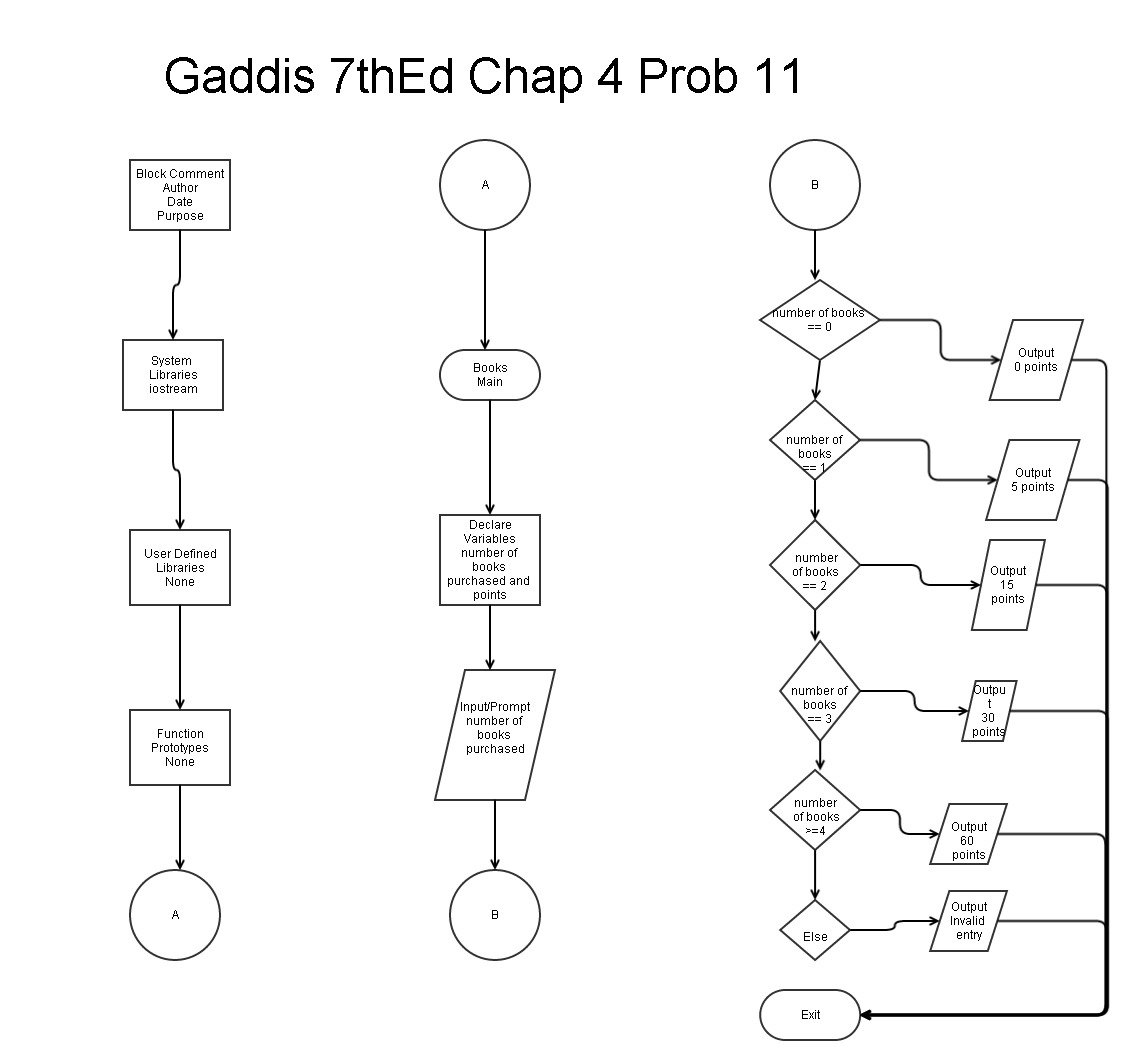 Gaddis 7thEd Chap 4 Prob 11
Block Comment
Author
Date
Purpose
System
Libraries
iostream
User Defined
Libraries
None
Function
Prototypes
None
A
A
Books
Main
Declare
Variables
number of
books
purchased and
points
Input/Prompt
number of
books
purchased
B
B
number of books
== 0
Output
0 points
number of
books
== 1
Output
5 points
number
of books
== 2
Output
15
points
number of
books
== 3
Outpu
t
30
points
number
of books
>=4
Output
60
points
Else
Output
Invalid
entry
Exit